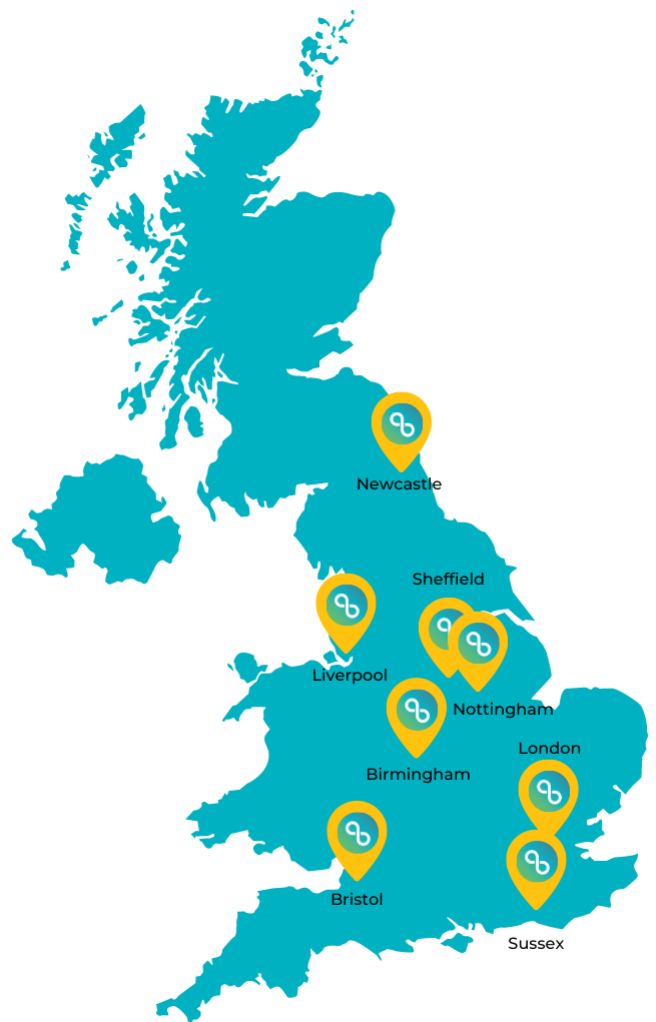 Newcastle
Sheffield
Liverpool
Nottingham
London
Birmingham
Bristol
Sussex